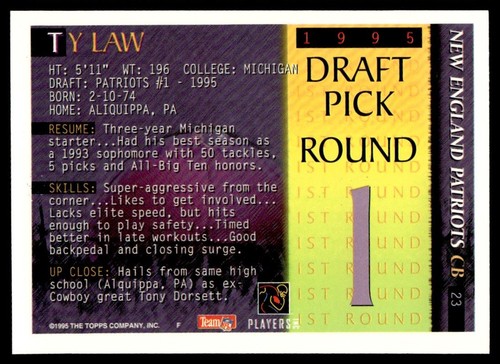 TY LAW
HT: 5'11" WT: 196 COLLEGE: MICHIGAN
DRAFT: PATRIOTS #1 - 1995
BORN: 2-10-74
HOME: ALIQUIPPA, PA
RESUME: Three-year Michigan
starter...Had his best season as
a 1993 sophomore with 50 tackles,
5 picks and All-Big Ten honors.
SKILLS: Super-aggressive from the
corner...Likes to get involved...
Lacks elite speed, but hits
enough to play safety...Timed
better in late workouts...Good
backpedal and closing surge.
UP CLOSE: Hails from same high
school (Alquippa, PA) as ex-
Cowboy great Tony Dorsett.
©1995 THE TOPPS COMPANY, INC. F
Team NFL
PLAYERS
1995
DRAFT
PICK
ROUND
1
1ST ROUND
1ST ROUND
1ST ROUND
1ST ROUND
1ST ROUND
NEW ENGLAND PATRIOTS CB
23